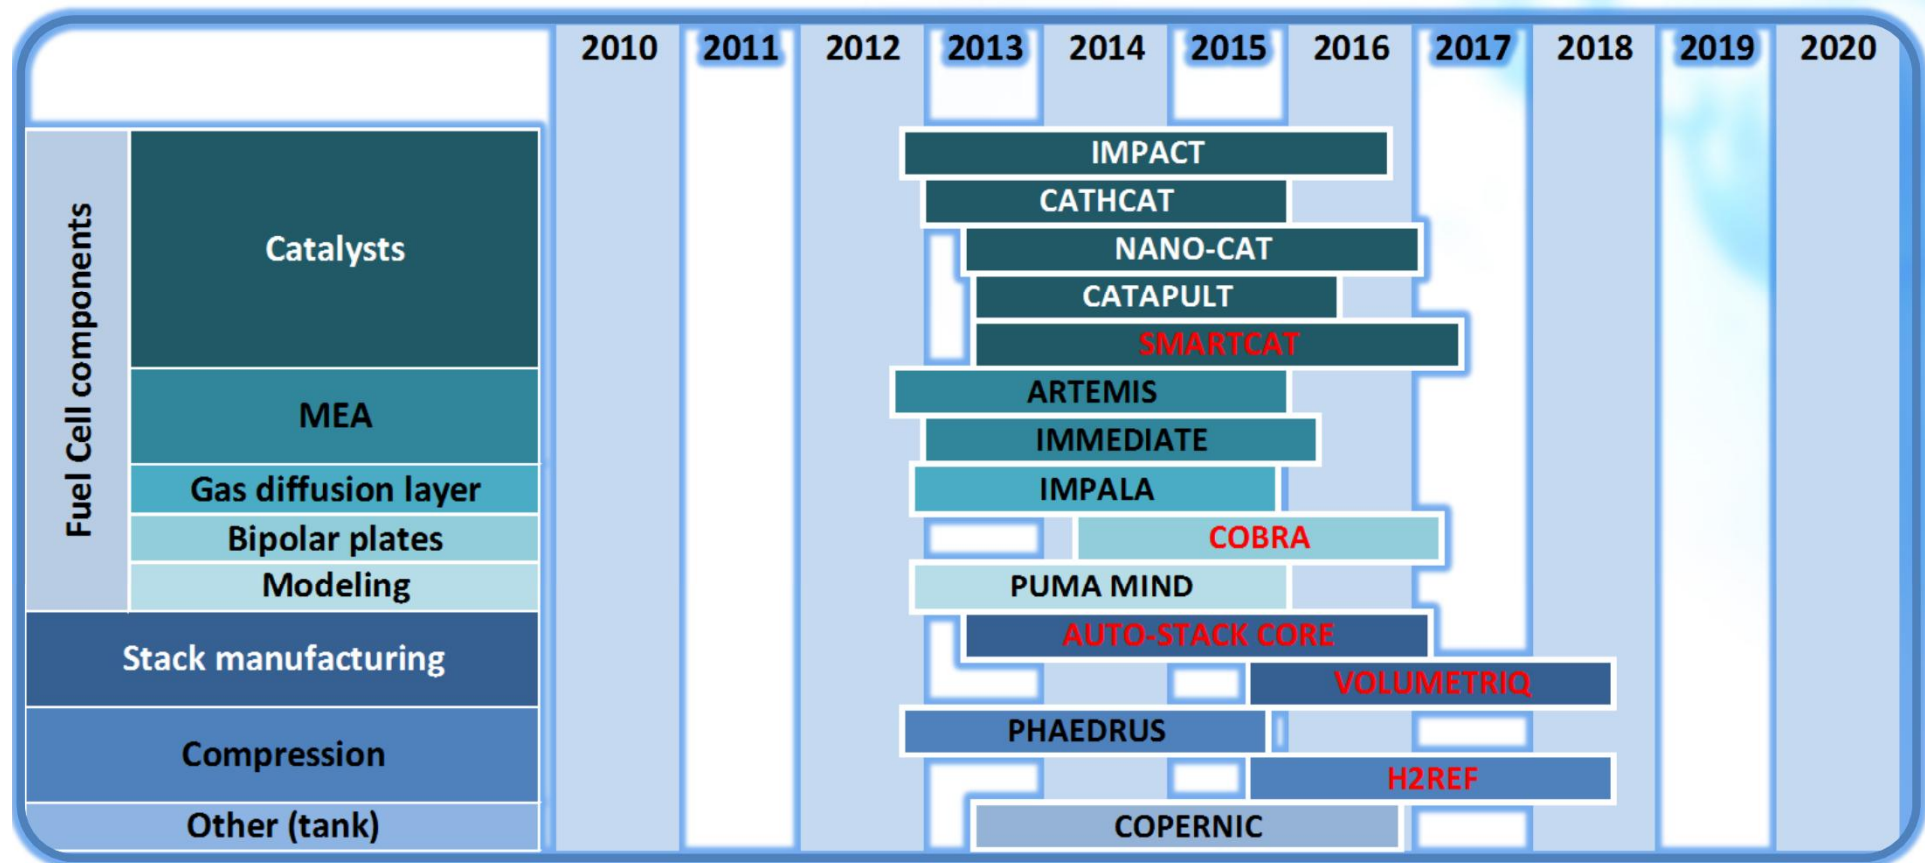 2010 2011 2012 2013 2014 2015 2016 2017 2018 2019 2020
Fuel Cell components
Catalysts
IMPACT
CATHCAT
NANO-CAT
CATAPULT
SMARTCAT
MEA
ARTEMIS
IMMEDIATE
Gas diffusion layer
IMPALA
Bipolar plates
COBRA
Modeling
PUMA MIND
Stack manufacturing
AUTO-STACK CORE
VOLUMETRIQ
Compression
PHAEDRUS
H2REF
Other (tank)
COPERNIC